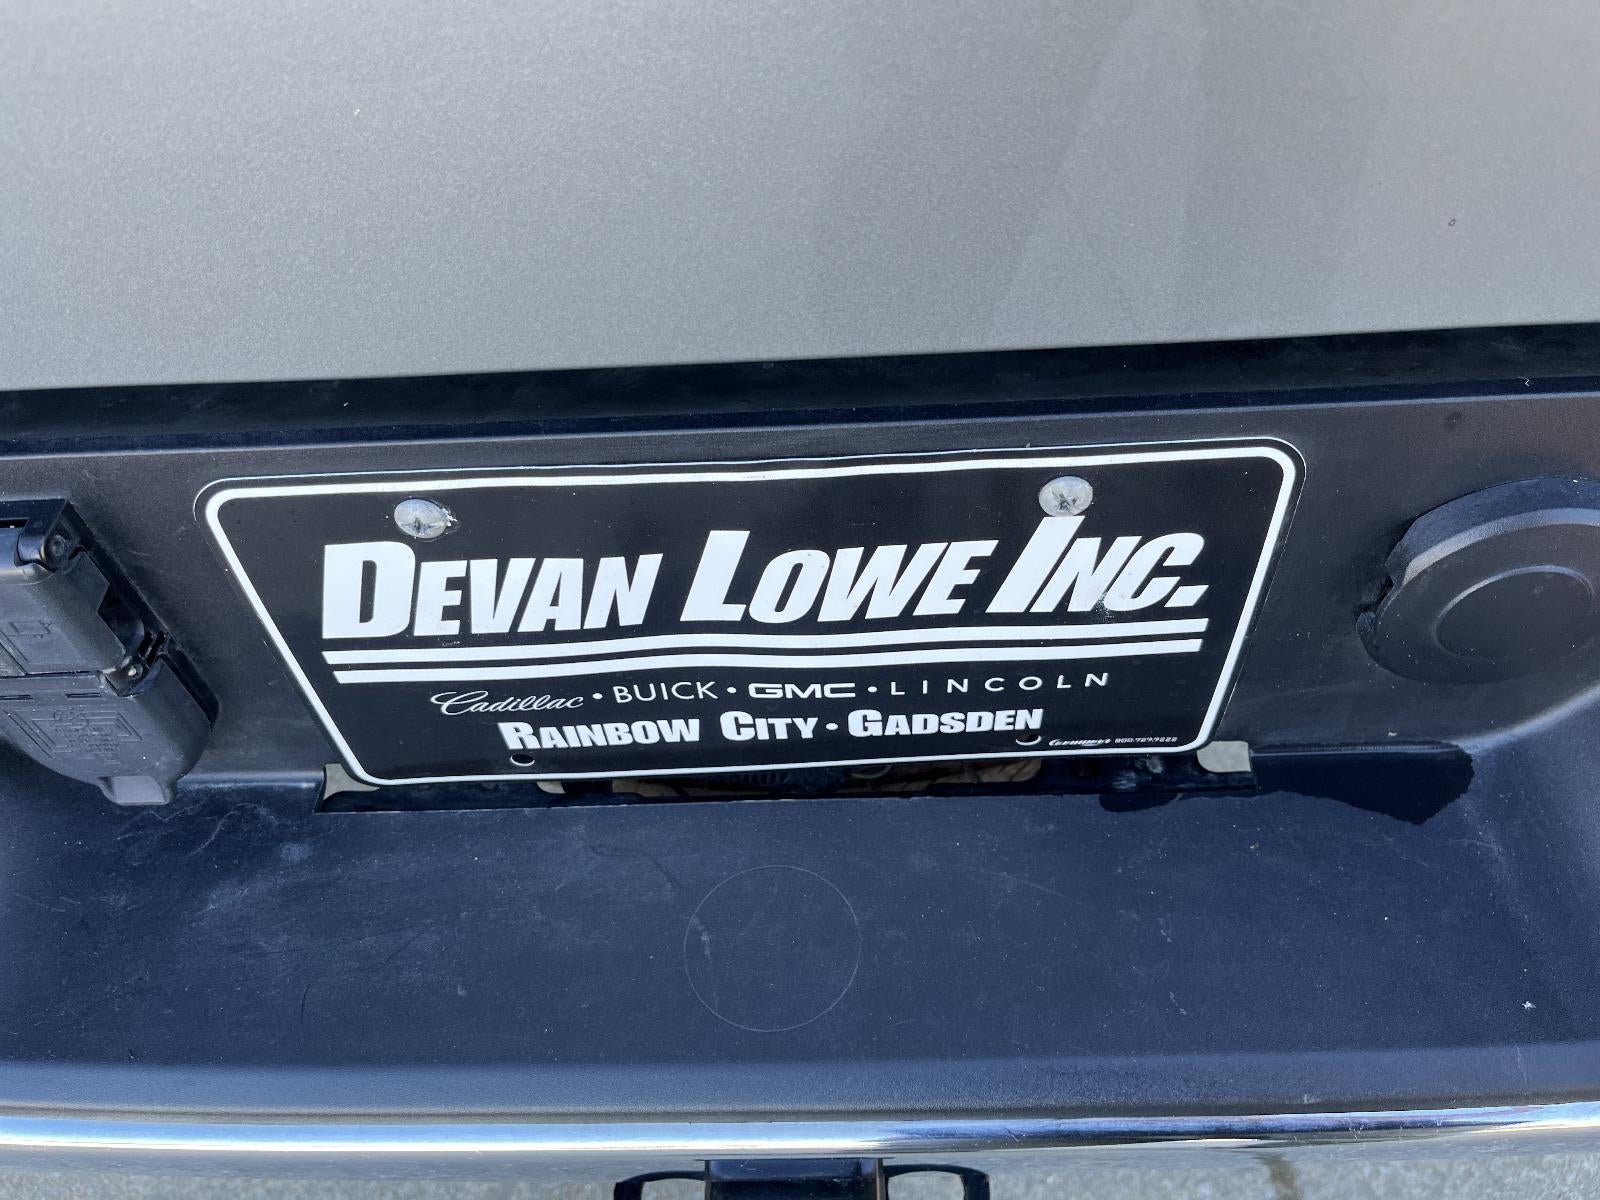 DEVAN LOWE INC.
Cadillac • BUICK • GMC • LINCOLN
RAINBOW CITY • GADSDEN